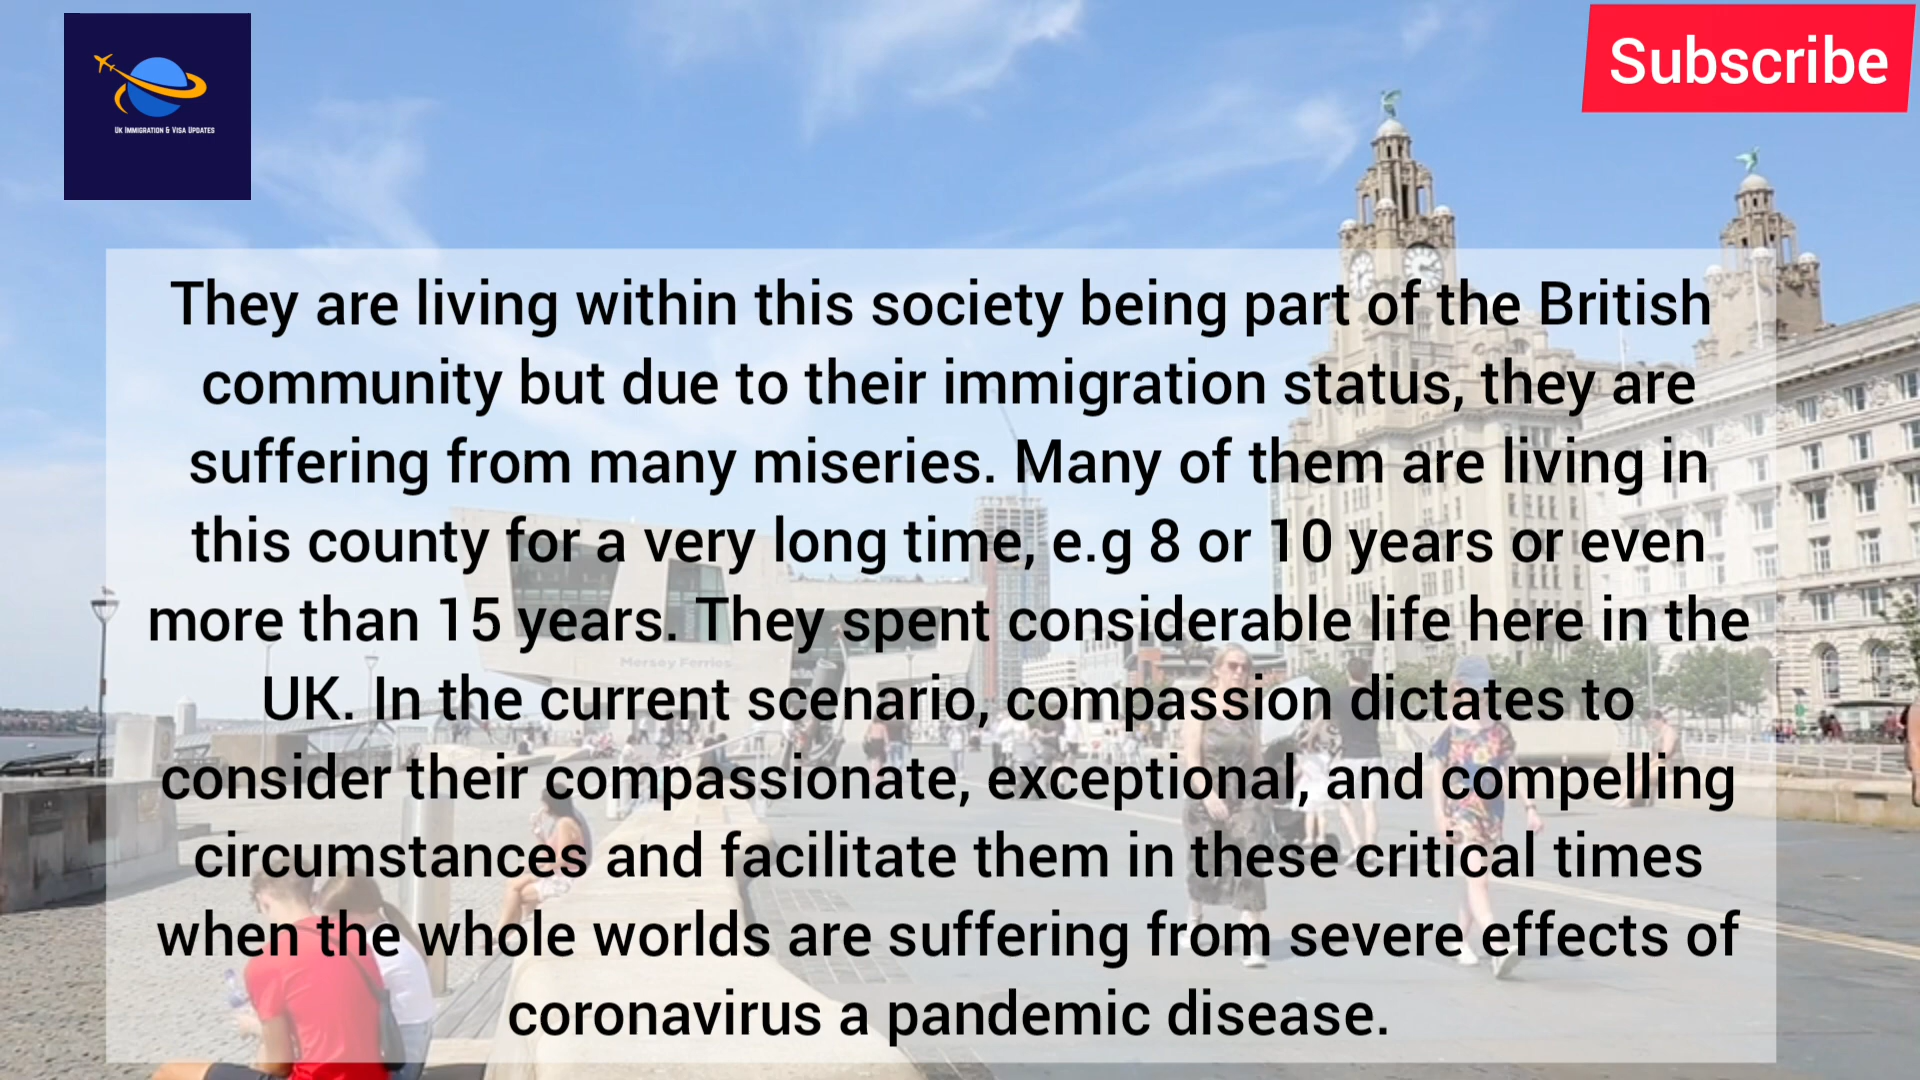 UK Immigration & Visa Updates
Subscribe
They are living within this society being part of the British
community but due to their immigration status, they are
suffering from many miseries. Many of them are living in
this county for a very long time, e.g 8 or 10 years or even
more than 15 years. They spent considerable life here in the
UK. In the current scenario, compassion dictates to
consider their compassionate, exceptional, and compelling
circumstances and facilitate them in these critical times
when the whole worlds are suffering from severe effects of
coronavirus a pandemic disease.
Mersey Ferries